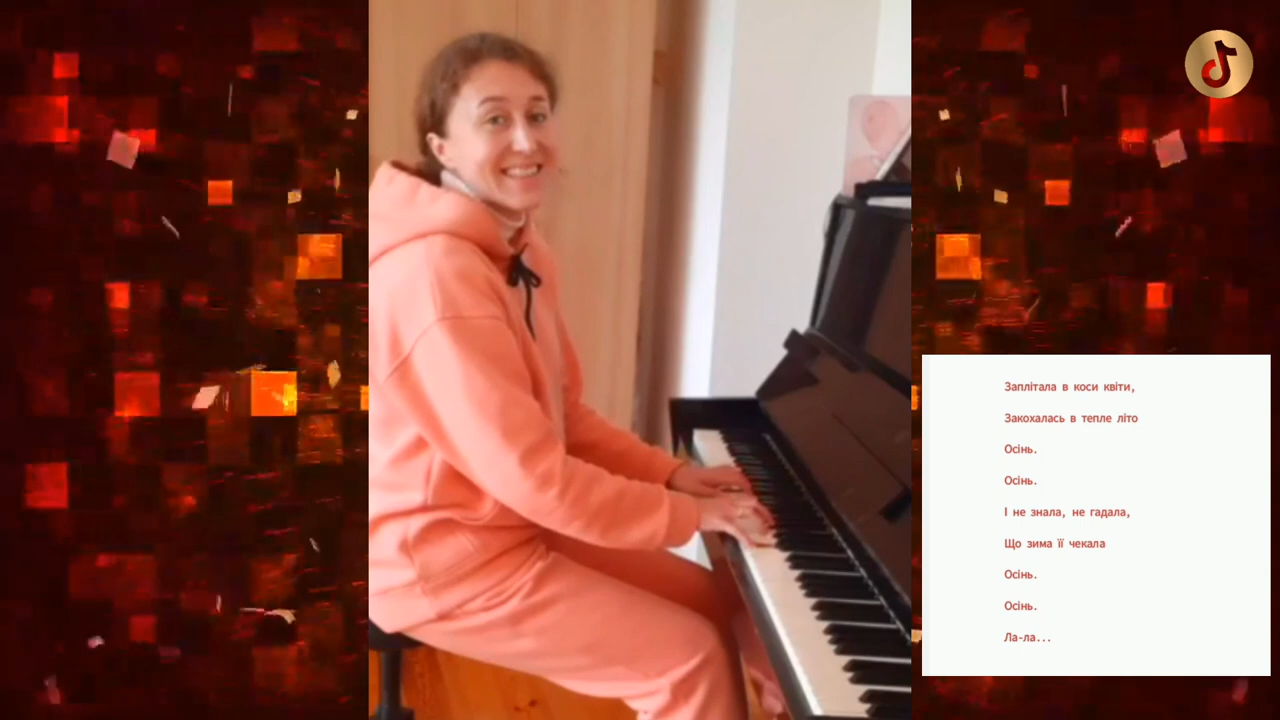 Заплітала в коси квіти,
Закохалась в тепле літо
Осінь.
Осінь.
І не знала, не гадала,
Що зима її чекала
Осінь.
Осінь.
Ла-ла...